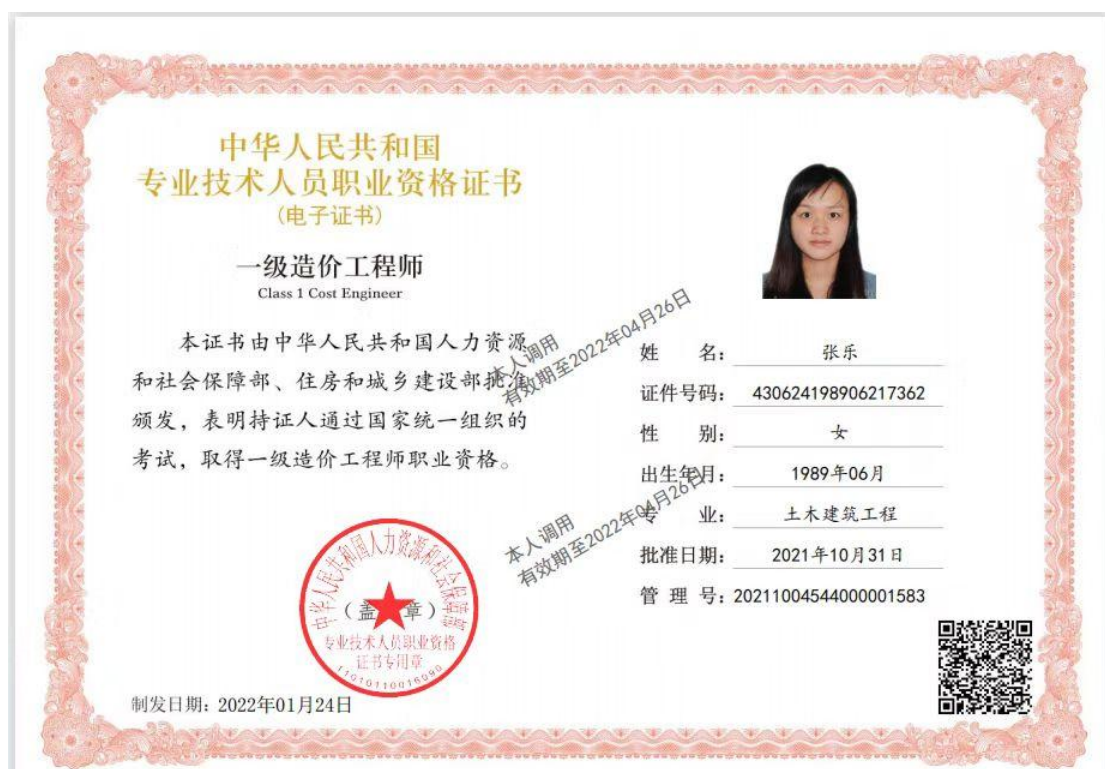 中华人民共和国
专业技术人员职业资格证书
(电子证书)
一级造价工程师
Class 1 Cost Engineer
本证书由中华人民共和国人力资源
和社会保障部、住房和城乡建设部批准
颁发,表明持证人通过国家统一组织的
考试,取得一级造价工程师职业资格。
姓 名: 张乐
证件号码: 430624198906217362
性 别: 女
出生年月: 1989年06月
专 业: 土木建筑工程
批准日期: 2021年10月31日
管 理 号: 20211004544000001583
本人调用
有效期至2022年04月26日
本人调用
有效期至2022年04月26日
中华人民共和国人力资源和社会保障部
(盖章)
专业技术人员职业资格
证书专用章
11010110016090
制发日期: 2022年01月24日